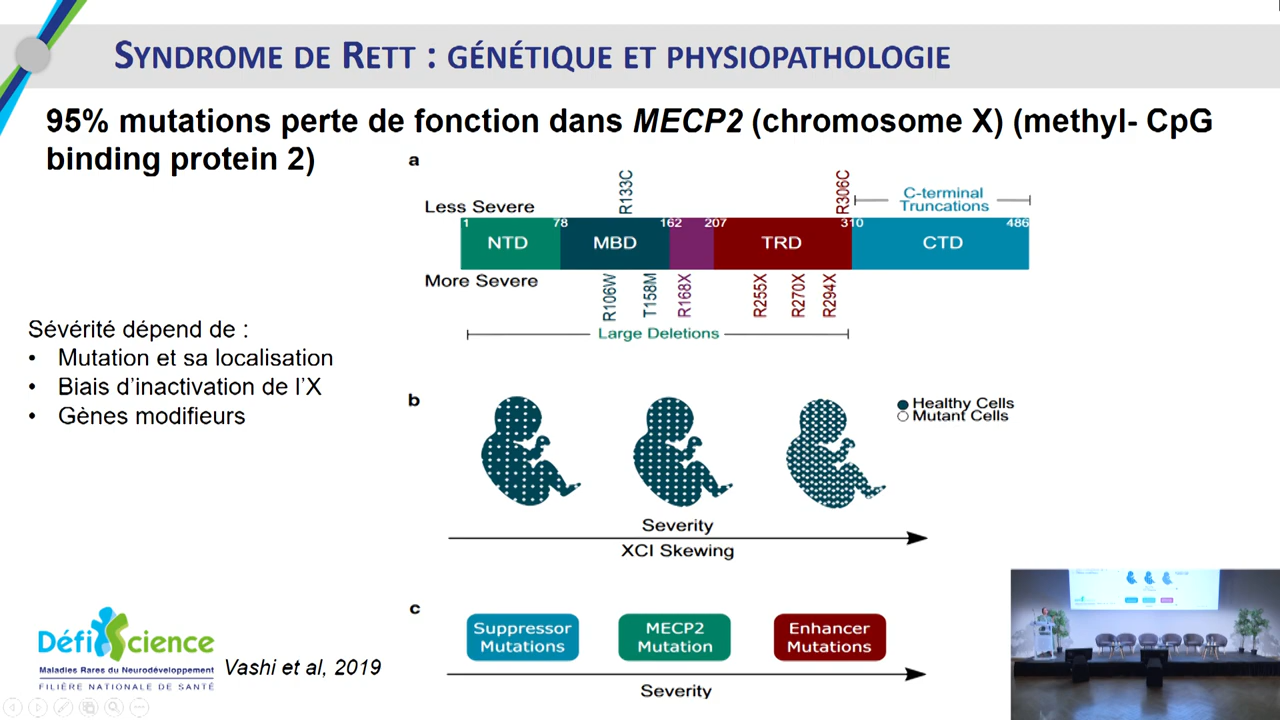 SYNDROME DE RETT : GÉNÉTIQUE ET PHYSIOPATHOLOGIE
95% mutations perte de fonction dans MECP2 (chromosome X) (methyl- CpG
binding protein 2)
a
Less Severe
R133C
R306C
C-terminal
Truncations
1 78 162 207 310 486
NTD MBD TRD CTD
More Severe
R106W
T158M
R168X
R255X
R270X
R294X
Large Deletions
Sévérité dépend de :
• Mutation et sa localisation
• Biais d’inactivation de l’X
• Gènes modifieurs
b
Healthy Cells
Mutant Cells
Severity
XCI Skewing
c
Suppressor
Mutations
MECP2
Mutation
Enhancer
Mutations
Severity
DéfiScience
Maladies Rares du Neurodéveloppement
FILIÈRE NATIONALE DE SANTÉ
Vashi et al, 2019